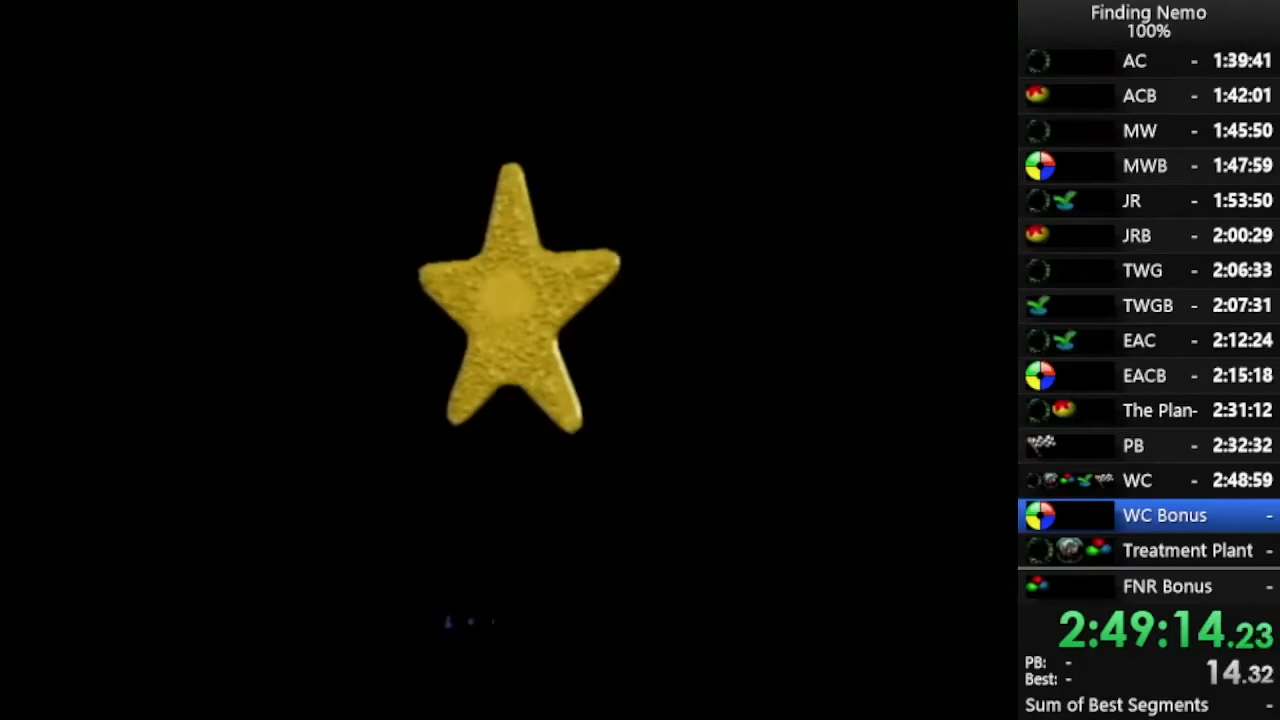 Finding Nemo
100%
AC - 1:39:41
ACB - 1:42:01
MW - 1:45:50
MWB - 1:47:59
JR - 1:53:50
JRB - 2:00:29
TWG - 2:06:33
TWGB - 2:07:31
EAC - 2:12:24
EACB - 2:15:18
The Plan- 2:31:12
PB - 2:32:32
WC - 2:48:59
WC Bonus -
Treatment Plant -
FNR Bonus -
2:49:14.23
PB: - 14.32
Best: -
Sum of Best Segments -